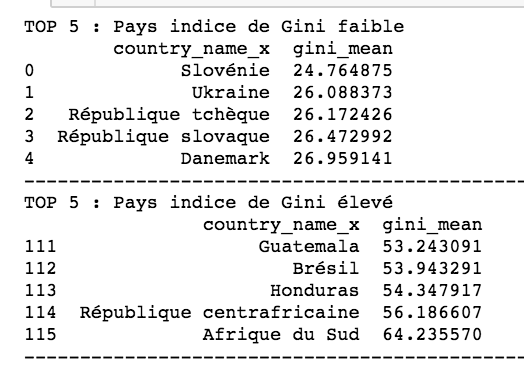 TOP 5 : Pays indice de Gini faible
country_name_x gini_mean
0 Slovénie 24.764875
1 Ukraine 26.088373
2 République tchèque 26.172426
3 République slovaque 26.472992
4 Danemark 26.959141
------------------------------------------------
TOP 5 : Pays indice de Gini élevé
country_name_x gini_mean
111 Guatemala 53.243091
112 Brésil 53.943291
113 Honduras 54.347917
114 République centrafricaine 56.186607
115 Afrique du Sud 64.235570
------------------------------------------------